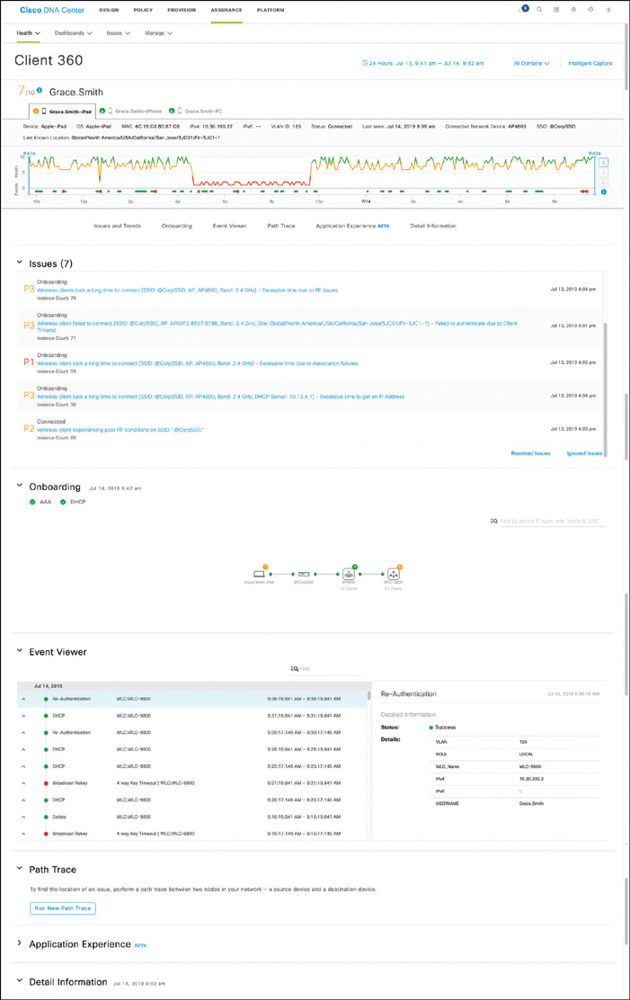 Cisco DNA Center DESIGN POLICY PROVISION ASSURANCE PLATFORM 9
Health Dashboards Issues Manage
Client 360
24 Hours: Jul 13, 9:41 am – Jul 14, 9:42 am All Domains Intelligent Capture
7/10 Grace.Smith
Grace.Smith-iPad Grace.Smith-iPhone Grace.Smith-PC
Device: Apple-iPad OS: Apple-iPad MAC: 6C:19:C0:BD:87:C9 IPv4: 10.30.100.27 IPv6: -- VLAN ID: 120 Status: Connected Last seen: Jul 14, 2019 9:38 am Connected Network Device: AP4800 SSID: @CorpSSID
Last Known Location: Global/North America/USA/California/San Jose/SJC01/Fir-SJC1-1
9:41a 9:42a
10
Health
5
0
Events
10a 12p 2p 4p 6p 8p 10p 7/14 2a 4a 6a 8a
Issues and Trends Onboarding Event Viewer Path Trace Application Experience BETA Detail Information
Issues (7)
Onboarding
P3 Wireless clients took a long time to connect (SSID: @CorpSSID, AP: AP4800, Band: 2.4 GHz) – Excessive time due to RF issues Jul 13, 2019 4:04 pm
Instance Count: 76
Onboarding
P3 Wireless client failed to connect (SSID: @CorpSSID, AP: AP00F2.8B27.B788, Band: 2.4 GHz, Site: Global/North America/USA/California/San Jose/SJC01/Fir-SJC1-1) – Failed to authenticate due to Client Jul 13, 2019 4:01 pm
Timeout
Instance Count: 71
Onboarding
P1 Wireless client took a long time to connect (SSID: @CorpSSID, AP: AP4800, Band: 2.4 GHz) – Excessive time due to Association failures Jul 13, 2019 4:05 pm
Instance Count: 59
Onboarding
P3 Wireless client took a long time to connect (SSID: @CorpSSID, AP: AP4800, Band: 2.4 GHz, DHCP Server: 10.13.4.1) – Excessive time to get an IP Address Jul 13, 2019 4:04 pm
Instance Count: 38
Connected
P2 Wireless client experiencing poor RF conditions on SSID " @CorpSSID" Jul 13, 2019 4:05 pm
Instance Count: 66
Resolved Issues Ignored Issues
Onboarding Jul 14, 2019 9:42 am
AAA DHCP
Find by device IP, type, role, family & MAC
Grace.Smith-iPad @CorpSSID AP4800 WLC-9800
Clients Clients
Event Viewer
Find
Jul 14, 2019
Re-Authentication WLC:WLC-9800 9:36:19.841 AM – 9:36:19.841 AM
DHCP WLC:WLC-9800 9:31:19.841 AM – 9:31:19.841 AM
Re-Authentication WLC:WLC-9800 9:30:17.140 AM – 9:30:17.140 AM
DHCP WLC:WLC-9800 9:26:19.841 AM – 9:26:19.841 AM
DHCP WLC:WLC-9800 9:25:17.140 AM – 9:25:17.140 AM
Broadcast Rekey 4 way Key Timeout | WLC:WLC-9800 9:21:19.841 AM – 9:21:19.841 AM
DHCP WLC:WLC-9800 9:20:17.140 AM – 9:20:17.140 AM
Delete WLC:WLC-9800 9:16:19.841 AM – 9:16:19.841 AM
Broadcast Rekey 4 way Key Timeout | WLC:WLC-9800 9:15:17.140 AM – 9:15:17.140 AM
Re-Authentication Jul 14, 2019 9:36:19 AM
Detailed Information
Status: Success
Details: VLAN 120
ROLE LOCAL
WLC_Name WLC-9800
IPv4 10.30.200.3
IPv6 ::
USERNAME Grace.Smith
Path Trace
To find the location of an issue, perform a path trace between two nodes in your network – a source device and a destination device.
Run New Path Trace
Application Experience BETA
Detail Information Jul 14, 2019 9:42 am